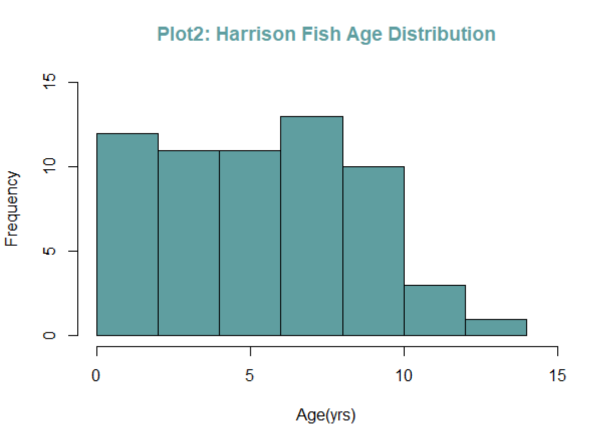 Plot2: Harrison Fish Age Distribution
15
10
5
0
Frequency
0 5 10 15
Age(yrs)